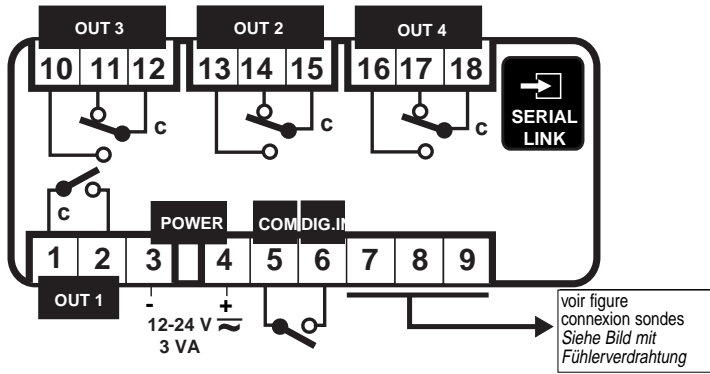 OUT 3 OUT 2 OUT 4
10 11 12 13 14 15 16 17 18
SERIAL
LINK
c c c
c
POWER COM DIG.IN
1 2 3 4 5 6 7 8 9
OUT 1
- +
12-24 V
3 VA
voir figure
connexion sondes
Siehe Bild mit
Fühlerverdrahtung